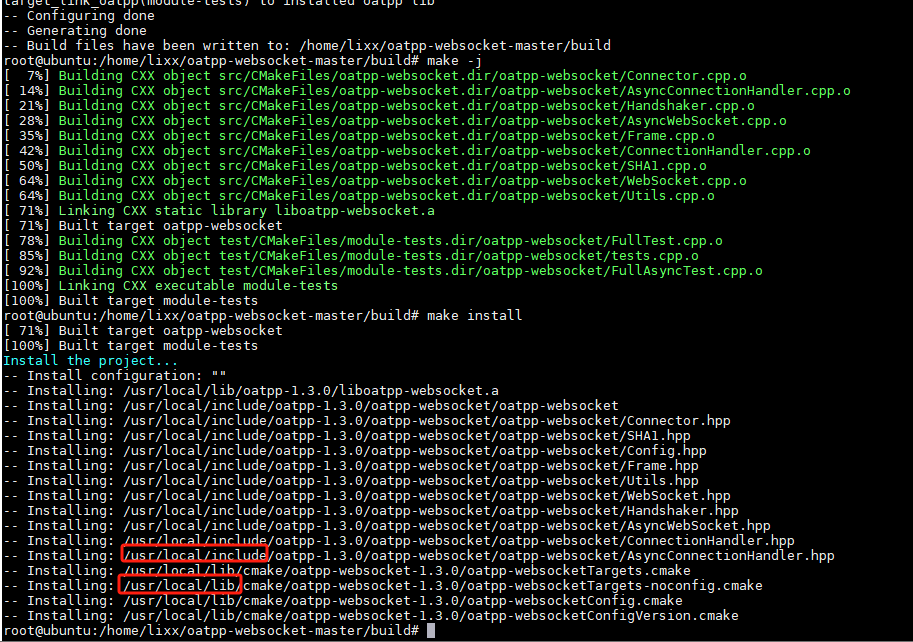 target_link_oatpp(module-tests) to installed oatpp lib
-- Configuring done
-- Generating done
-- Build files have been written to: /home/lixx/oatpp-websocket-master/build
root@ubuntu:/home/lixx/oatpp-websocket-master/build# make -j
[  7%] Building CXX object src/CMakeFiles/oatpp-websocket.dir/oatpp-websocket/Connector.cpp.o
[ 14%] Building CXX object src/CMakeFiles/oatpp-websocket.dir/oatpp-websocket/AsyncConnectionHandler.cpp.o
[ 21%] Building CXX object src/CMakeFiles/oatpp-websocket.dir/oatpp-websocket/Handshaker.cpp.o
[ 28%] Building CXX object src/CMakeFiles/oatpp-websocket.dir/oatpp-websocket/AsyncWebSocket.cpp.o
[ 35%] Building CXX object src/CMakeFiles/oatpp-websocket.dir/oatpp-websocket/Frame.cpp.o
[ 42%] Building CXX object src/CMakeFiles/oatpp-websocket.dir/oatpp-websocket/ConnectionHandler.cpp.o
[ 50%] Building CXX object src/CMakeFiles/oatpp-websocket.dir/oatpp-websocket/SHA1.cpp.o
[ 64%] Building CXX object src/CMakeFiles/oatpp-websocket.dir/oatpp-websocket/WebSocket.cpp.o
[ 64%] Building CXX object src/CMakeFiles/oatpp-websocket.dir/oatpp-websocket/Utils.cpp.o
[ 71%] Linking CXX static library liboatpp-websocket.a
[ 71%] Built target oatpp-websocket
[ 78%] Building CXX object test/CMakeFiles/module-tests.dir/oatpp-websocket/FullTest.cpp.o
[ 85%] Building CXX object test/CMakeFiles/module-tests.dir/oatpp-websocket/tests.cpp.o
[ 92%] Building CXX object test/CMakeFiles/module-tests.dir/oatpp-websocket/FullAsyncTest.cpp.o
[100%] Linking CXX executable module-tests
[100%] Built target module-tests
root@ubuntu:/home/lixx/oatpp-websocket-master/build# make install
[ 71%] Built target oatpp-websocket
[100%] Built target module-tests
Install the project...
-- Install configuration: ""
-- Installing: /usr/local/lib/oatpp-1.3.0/liboatpp-websocket.a
-- Installing: /usr/local/include/oatpp-1.3.0/oatpp-websocket/oatpp-websocket
-- Installing: /usr/local/include/oatpp-1.3.0/oatpp-websocket/oatpp-websocket/Connector.hpp
-- Installing: /usr/local/include/oatpp-1.3.0/oatpp-websocket/oatpp-websocket/SHA1.hpp
-- Installing: /usr/local/include/oatpp-1.3.0/oatpp-websocket/oatpp-websocket/Config.hpp
-- Installing: /usr/local/include/oatpp-1.3.0/oatpp-websocket/oatpp-websocket/Frame.hpp
-- Installing: /usr/local/include/oatpp-1.3.0/oatpp-websocket/oatpp-websocket/Utils.hpp
-- Installing: /usr/local/include/oatpp-1.3.0/oatpp-websocket/oatpp-websocket/WebSocket.hpp
-- Installing: /usr/local/include/oatpp-1.3.0/oatpp-websocket/oatpp-websocket/Handshaker.hpp
-- Installing: /usr/local/include/oatpp-1.3.0/oatpp-websocket/oatpp-websocket/AsyncWebSocket.hpp
-- Installing: /usr/local/include/oatpp-1.3.0/oatpp-websocket/oatpp-websocket/ConnectionHandler.hpp
-- Installing: /usr/local/include/oatpp-1.3.0/oatpp-websocket/oatpp-websocket/AsyncConnectionHandler.hpp
-- Installing: /usr/local/lib/cmake/oatpp-websocket-1.3.0/oatpp-websocketTargets.cmake
-- Installing: /usr/local/lib/cmake/oatpp-websocket-1.3.0/oatpp-websocketTargets-noconfig.cmake
-- Installing: /usr/local/lib/cmake/oatpp-websocket-1.3.0/oatpp-websocketConfig.cmake
-- Installing: /usr/local/lib/cmake/oatpp-websocket-1.3.0/oatpp-websocketConfigVersion.cmake
root@ubuntu:/home/lixx/oatpp-websocket-master/build#